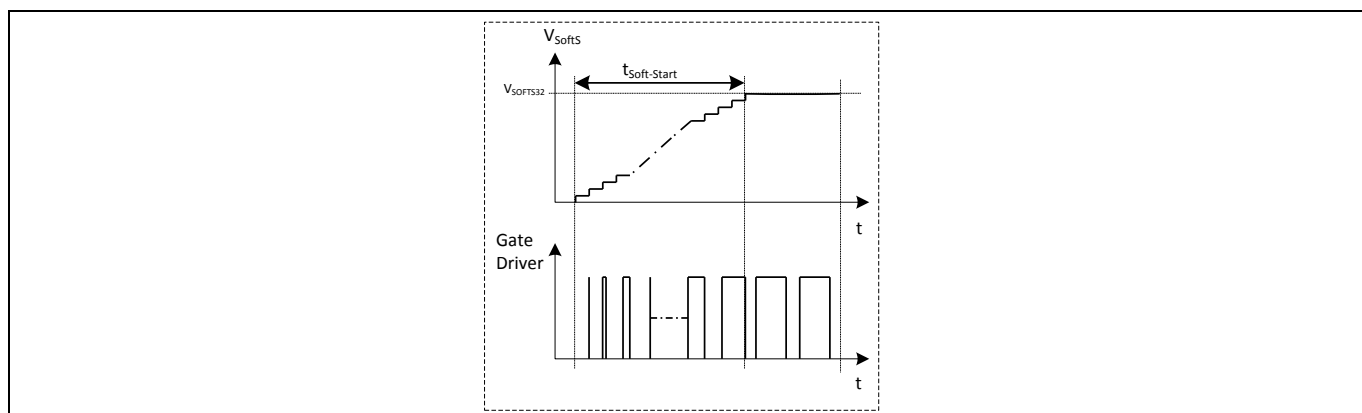 V_SoftS
t_Soft-Start
V_SOFTS32
t
Gate
Driver
t